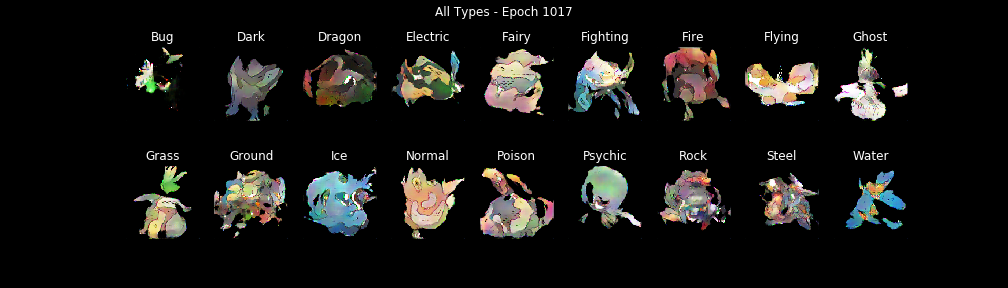 All Types - Epoch 1017
Bug Dark Dragon Electric Fairy Fighting Fire Flying Ghost
Grass Ground Ice Normal Poison Psychic Rock Steel Water